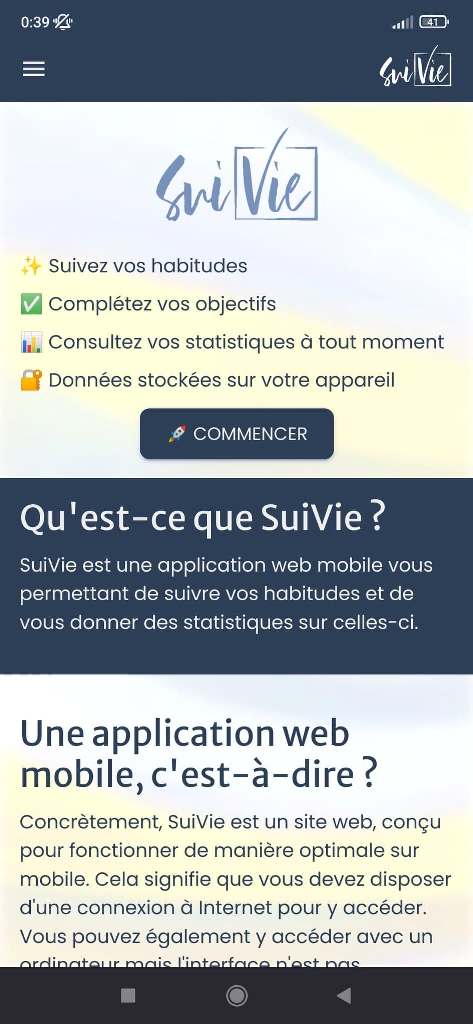 0:39
41
SuiVie
SuiVie
✨ Suivez vos habitudes
✅ Complétez vos objectifs
📊 Consultez vos statistiques à tout moment
🔐 Données stockées sur votre appareil
🚀 COMMENCER
Qu'est-ce que SuiVie ?
SuiVie est une application web mobile vous
permettant de suivre vos habitudes et de
vous donner des statistiques sur celles-ci.
Une application web
mobile, c'est-à-dire ?
Concrètement, SuiVie est un site web, conçu
pour fonctionner de manière optimale sur
mobile. Cela signifie que vous devez disposer
d'une connexion à Internet pour y accéder.
Vous pouvez également y accéder avec un
ordinateur mais l'interface n'est pas